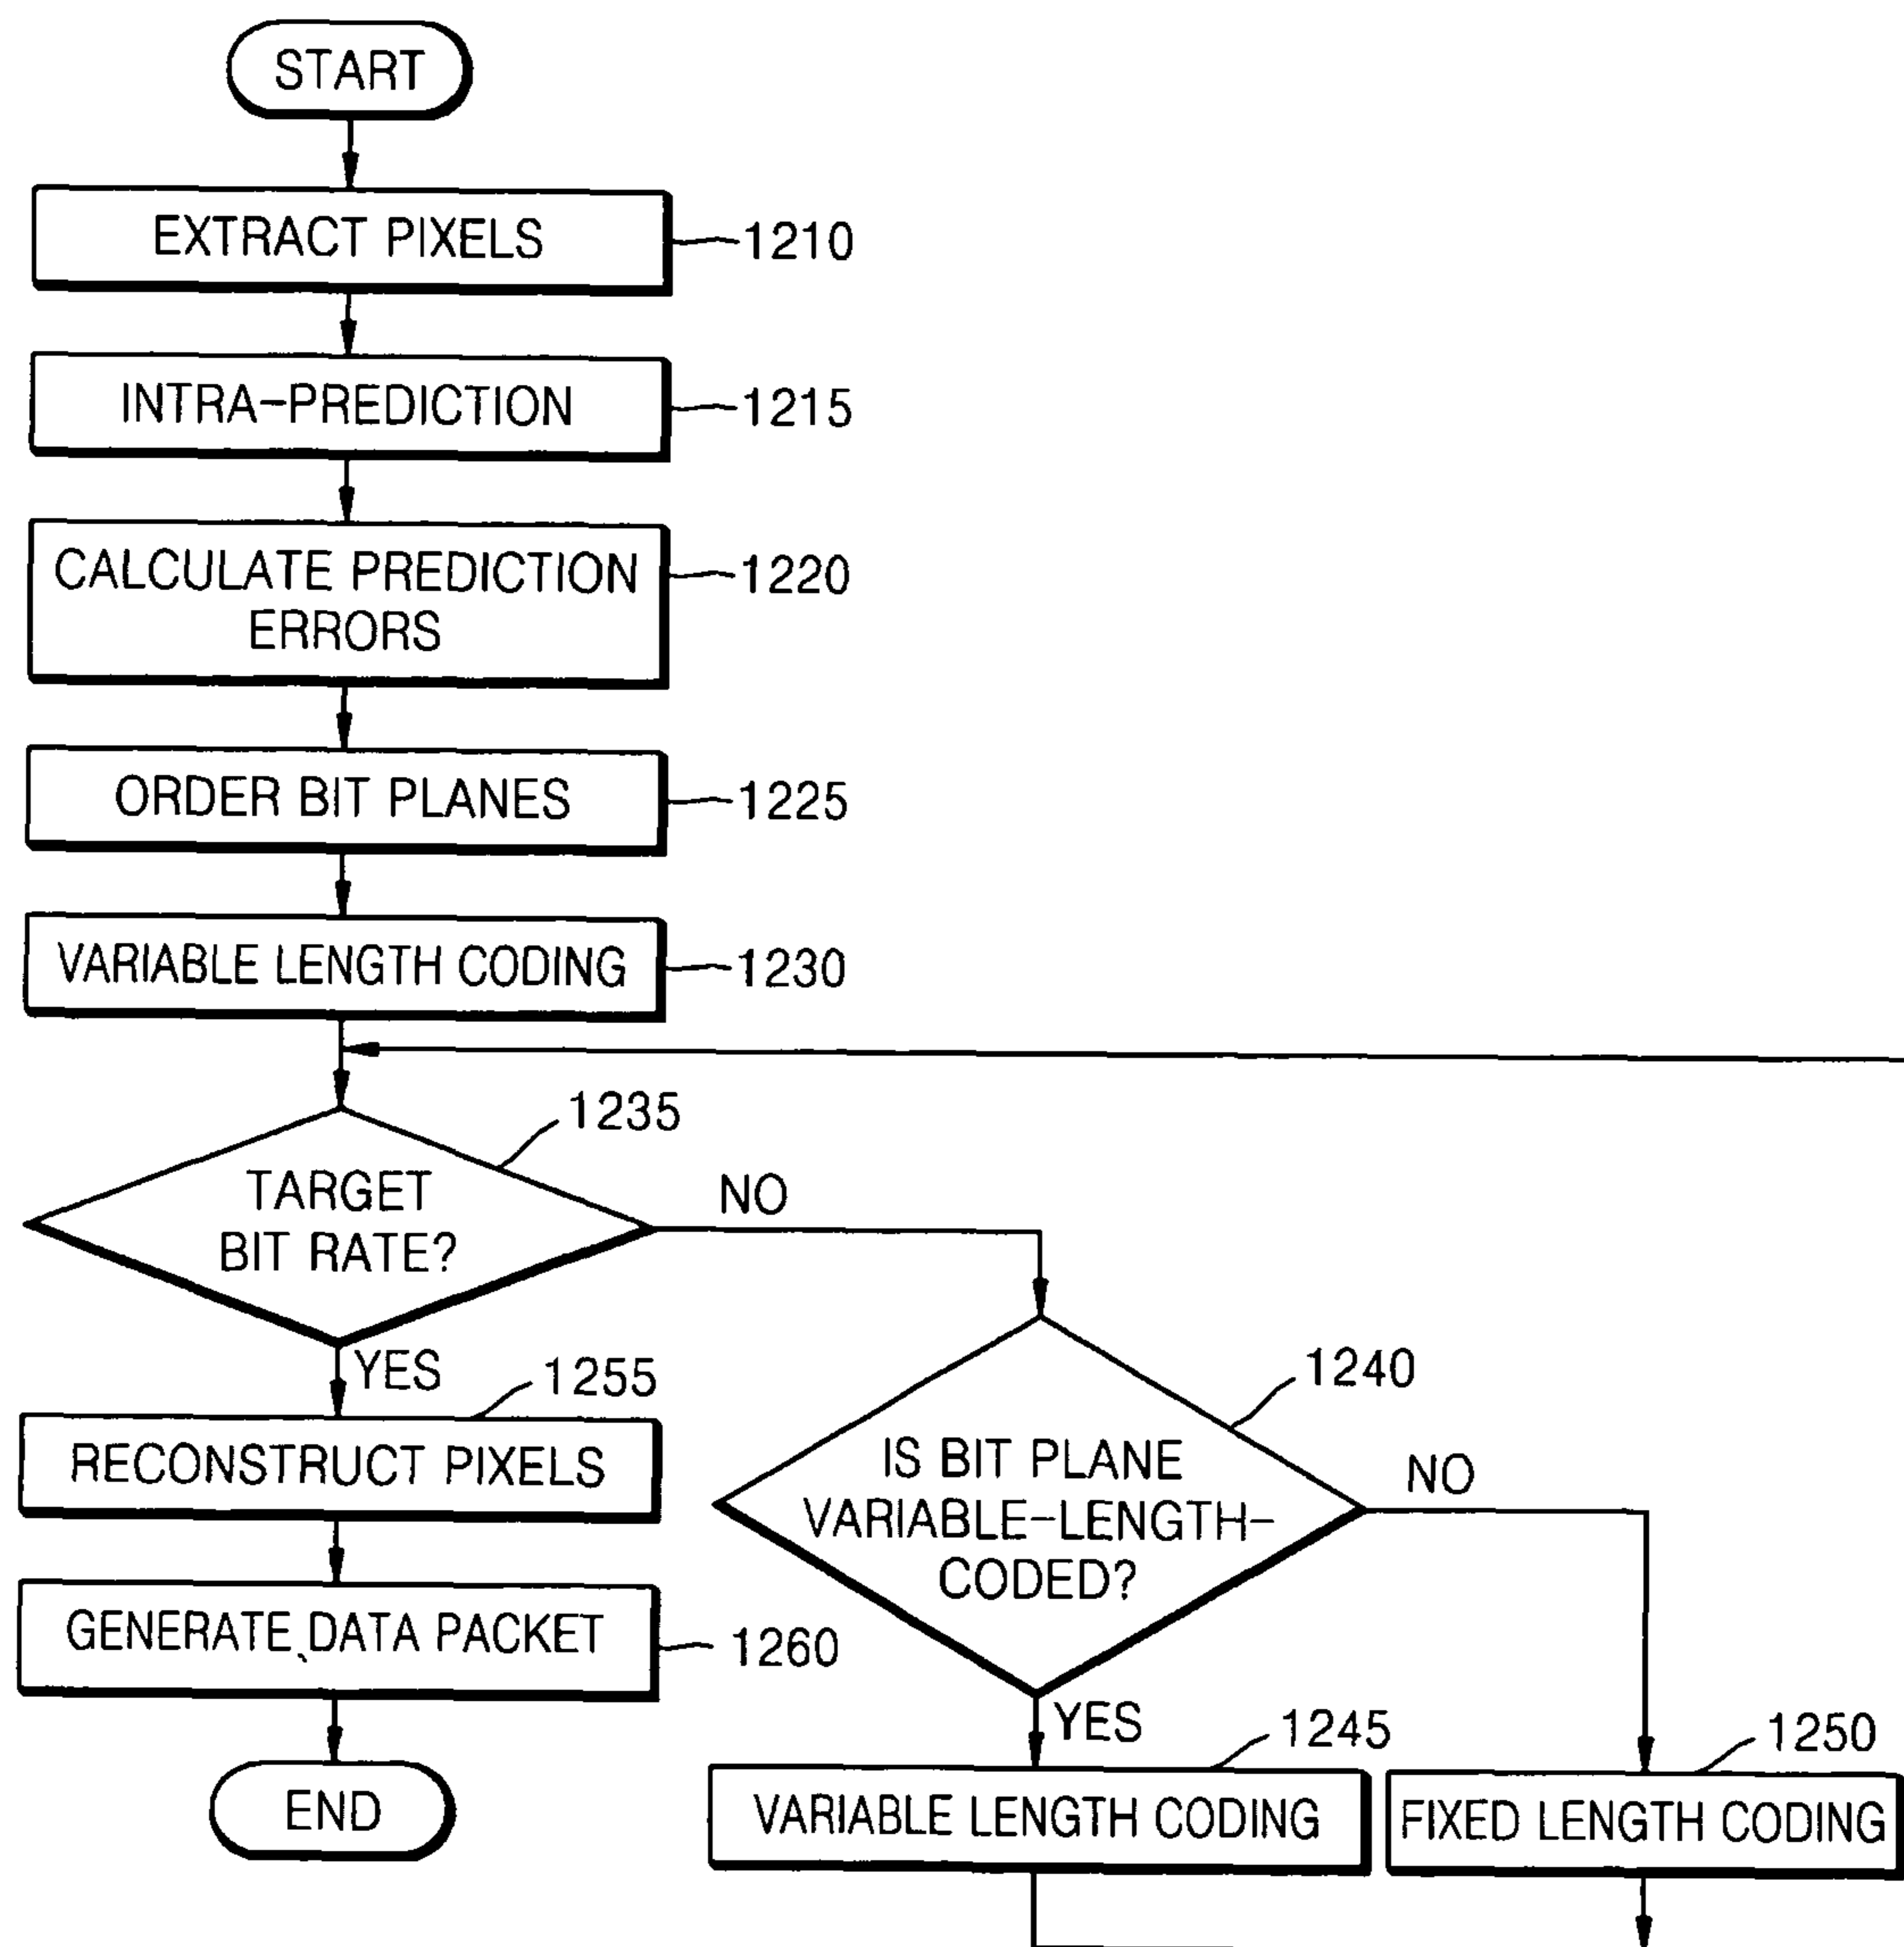 START
EXTRACT PIXELS
1210
INTRA-PREDICTION
1215
CALCULATE PREDICTION
ERRORS
1220
ORDER BIT PLANES
1225
VARIABLE LENGTH CODING
1230
1235
TARGET
BIT RATE?
NO
YES
1255
RECONSTRUCT PIXELS
GENERATE DATA PACKET
1260
END
1240
IS BIT PLANE
VARIABLE-LENGTH-
CODED?
NO
YES
1245
VARIABLE LENGTH CODING
1250
FIXED LENGTH CODING